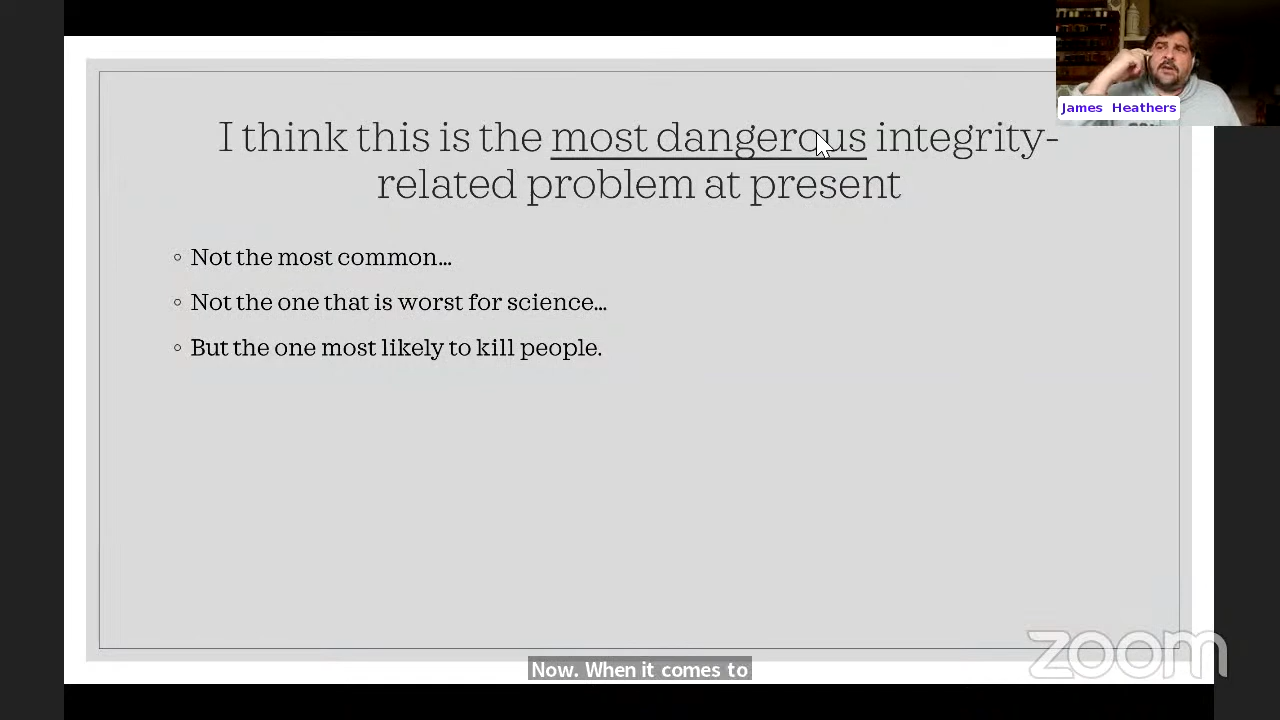 James Heathers
I think this is the most dangerous integrity-
related problem at present
Not the most common...
Not the one that is worst for science...
But the one most likely to kill people.
zoom
Now. When it comes to